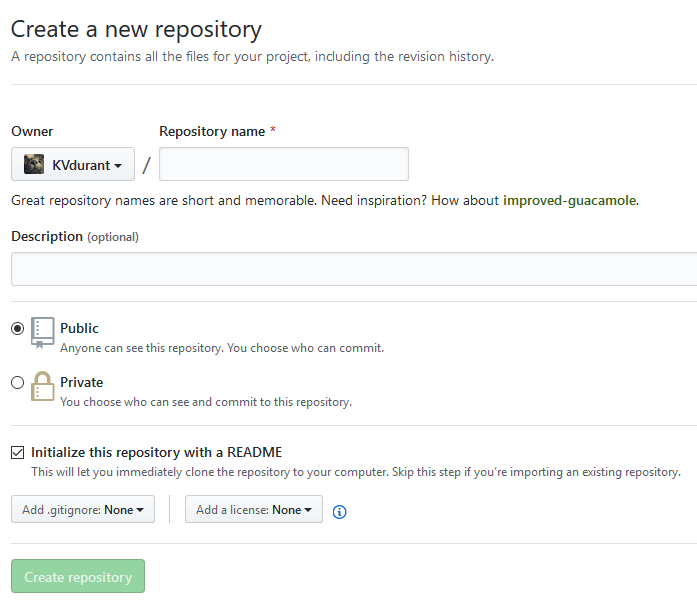 Create a new repository
A repository contains all the files for your project, including the revision history.
Owner
Repository name *
KVdurant
/
Great repository names are short and memorable. Need inspiration? How about improved-guacamole.
Description (optional)
Public
Anyone can see this repository. You choose who can commit.
Private
You choose who can see and commit to this repository.
Initialize this repository with a README
This will let you immediately clone the repository to your computer. Skip this step if you're importing an existing repository.
Add .gitignore: None
Add a license: None
Create repository